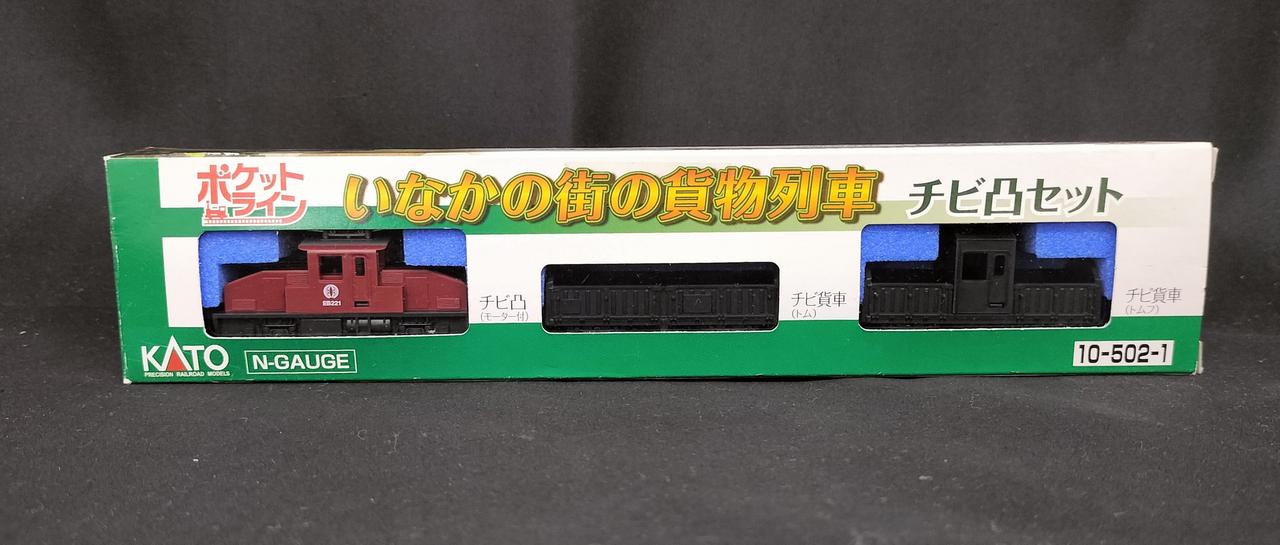 ポケット
ライン
いなかの街の貨物列車
チビ凸セット
EB221
チビ凸
(モーター付)
チビ貨車
(トム)
チビ貨車
(トムフ)
KATO
PRECISION RAILROAD MODELS
N-GAUGE
10-502-1